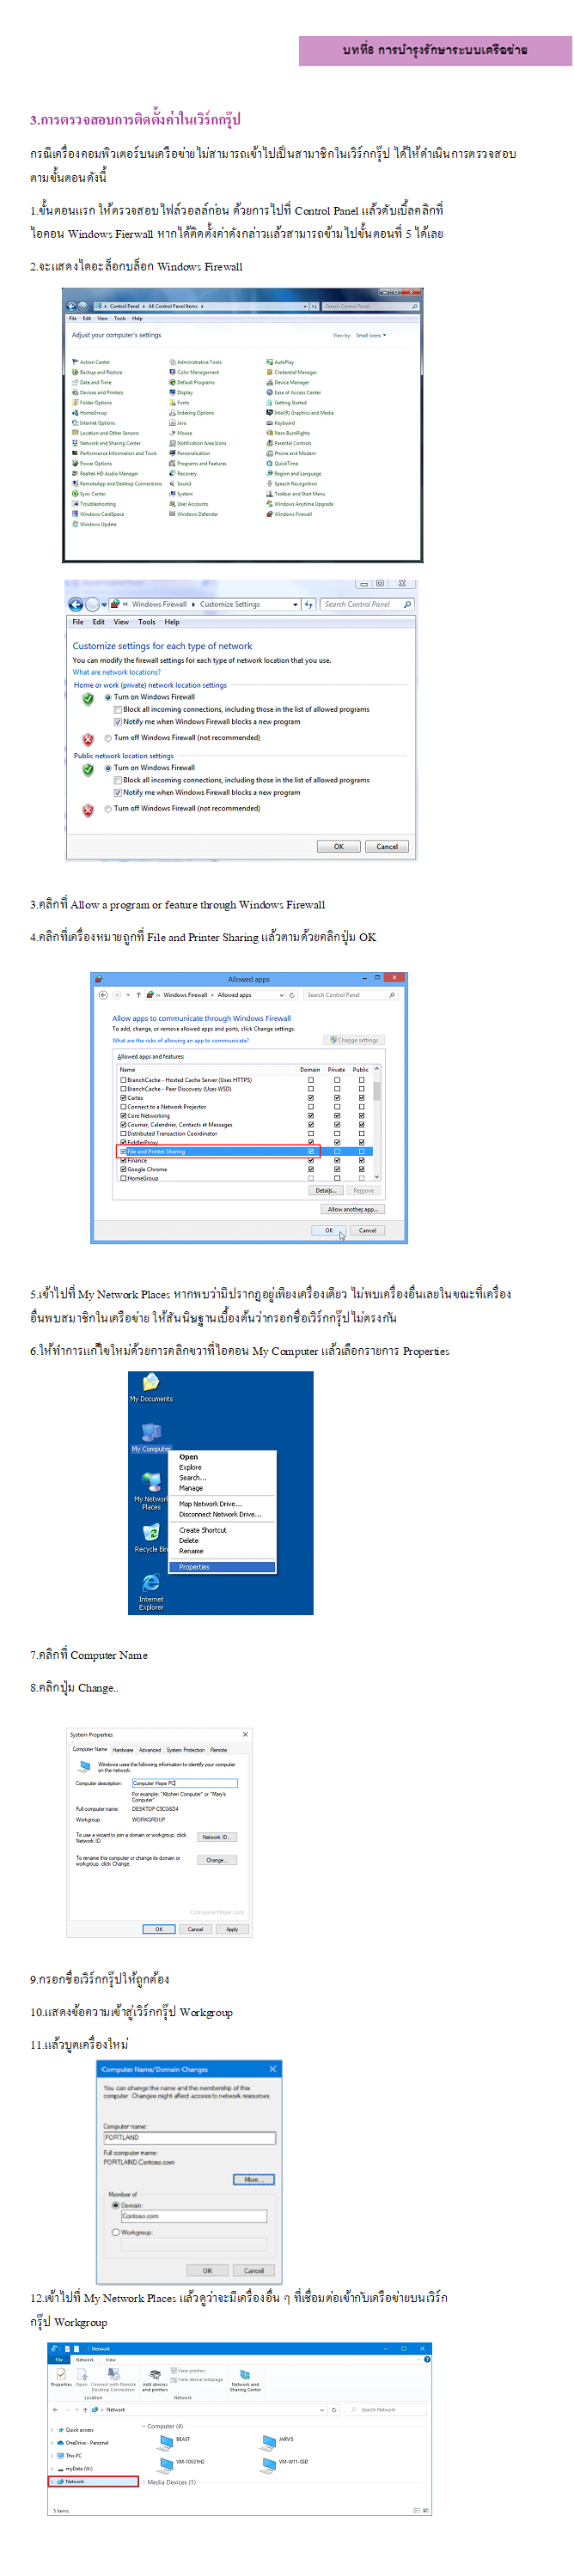 บทที่8 การบำรุงรักษาระบบเครือข่าย
3.การตรวจสอบการติดตั้งค่าในเวิร์กกรุ๊ป
กรณีเครื่องคอมพิวเตอร์บนเครือข่ายไม่สามารถเข้าไปเป็นสมาชิกในเวิร์กกรุ๊ป ได้ให้ดำเนินการตรวจสอบ
ตามขั้นตอนดังนี้
1.ขั้นตอนแรก ให้ตรวจสอบไฟล์วอลล์ก่อน ด้วยการไปที่ Control Panel แล้วดับเบิ้ลคลิกที่
ไอคอน Windows Fierwall หากได้ติดตั้งค่าดังกล่าวแล้วสามารถข้ามไปขั้นตอนที่ 5 ได้เลย
2.จะแสดงไดอะล็อกบล็อก Windows Firewall
Control Panel ▸ All Control Panel Items ▸
Search Control Panel
File Edit View Tools Help
Adjust your computer's settings
View by: Small icons
Action Center Administrative Tools AutoPlay
Backup and Restore Color Management Credential Manager
Date and Time Default Programs Device Manager
Devices and Printers Display Ease of Access Center
Folder Options Fonts Getting Started
HomeGroup Indexing Options Intel(R) Graphics and Media
Internet Options Java Keyboard
Location and Other Sensors Mouse Nero BurnRights
Network and Sharing Center Notification Area Icons Parental Controls
Performance Information and Tools Personalization Phone and Modem
Power Options Programs and Features QuickTime
Realtek HD Audio Manager Recovery Region and Language
RemoteApp and Desktop Connections Sound Speech Recognition
Sync Center System Taskbar and Start Menu
Troubleshooting User Accounts Windows Anytime Upgrade
Windows CardSpace Windows Defender Windows Firewall
Windows Update
« Windows Firewall ▸ Customize Settings Search Control Panel
File Edit View Tools Help
Customize settings for each type of network
You can modify the firewall settings for each type of network location that you use.
What are network locations?
Home or work (private) network location settings
Turn on Windows Firewall
Block all incoming connections, including those in the list of allowed programs
Notify me when Windows Firewall blocks a new program
Turn off Windows Firewall (not recommended)
Public network location settings
Turn on Windows Firewall
Block all incoming connections, including those in the list of allowed programs
Notify me when Windows Firewall blocks a new program
Turn off Windows Firewall (not recommended)
OK Cancel
3.คลิกที่ Allow a program or feature through Windows Firewall
4.คลิกที่เครื่องหมายถูกที่ File and Printer Sharing แล้วตามด้วยคลิกปุ่ม OK
Allowed apps
« Windows Firewall ▸ Allowed apps Search Control Panel
Allow apps to communicate through Windows Firewall
To add, change, or remove allowed apps and ports, click Change settings.
What are the risks of allowing an app to communicate? Change settings
Allowed apps and features:
Name Domain Private Public
BranchCache - Hosted Cache Server (Uses HTTPS)
BranchCache - Peer Discovery (Uses WSD)
Cartes
Connect to a Network Projector
Core Networking
Courrier, Calendrier, Contacts et Messages
Distributed Transaction Coordinator
FiddlerProxy
File and Printer Sharing
Finance
Google Chrome
HomeGroup
Details... Remove
Allow another app...
OK Cancel
5.เข้าไปที่ My Network Places หากพบว่ามีปรากฏอยู่เพียงเครื่องเดียว ไม่พบเครื่องอื่นเลยในขณะที่เครื่อง
อื่นพบสมาชิกในเครือข่าย ให้สันนิษฐานเบื้องต้นว่ากรอกชื่อเวิร์กกรุ๊ปไม่ตรงกัน
6.ให้ทำการแก้ไขใหม่ด้วยการคลิกขวาที่ไอคอน My Computer แล้วเลือกรายการ Properties
My Documents
My Computer
Open
Explore
Search...
Manage
My Network
Places
Map Network Drive...
Disconnect Network Drive...
Create Shortcut
Delete
Recycle Bin
Rename
Properties
Internet
Explorer
7.คลิกที่ Computer Name
8.คลิกปุ่ม Change..
System Properties
Computer Name Hardware Advanced System Protection Remote
Windows uses the following information to identify your computer
on the network.
Computer description: Computer Hope PC
For example: "Kitchen Computer" or "Mary's
Computer".
Full computer name: DESKTOP-C5CG6D4
Workgroup: WORKGROUP
To use a wizard to join a domain or workgroup, click
Network ID.
Network ID...
To rename this computer or change its domain or
workgroup, click Change.
Change...
ComputerHope.com
OK Cancel Apply
9.กรอกชื่อเวิร์กกรุ๊ปให้ถูกต้อง
10.แสดงข้อความเข้าสู่เวิร์กกรุ๊ป Workgroup
11.แล้วบูตเครื่องใหม่
Computer Name/Domain Changes
You can change the name and the membership of this
computer. Changes might affect access to network resources.
Computer name:
PORTLAND
Full computer name:
PORTLAND.Contoso.com
More...
Member of
Domain:
Contoso.com
Workgroup:
OK Cancel
12.เข้าไปที่ My Network Places แล้วดูว่าจะมีเครื่องอื่น ๆ ที่เชื่อมต่อเข้ากับเครือข่ายบนเวิร์ก
กรุ๊ป Workgroup
Network
File Network View
Properties Open Connect with Remote Desktop Connection Add devices and printers View printers View device webpage Network and Sharing Center
Location Network
Network Search Network
Quick access
OneDrive - Personal
This PC
myData (W:)
Network
Computer (4)
BEAST JARVIS
VM-10V21H2 VM-W11-SSD
Media Devices (1)
5 items